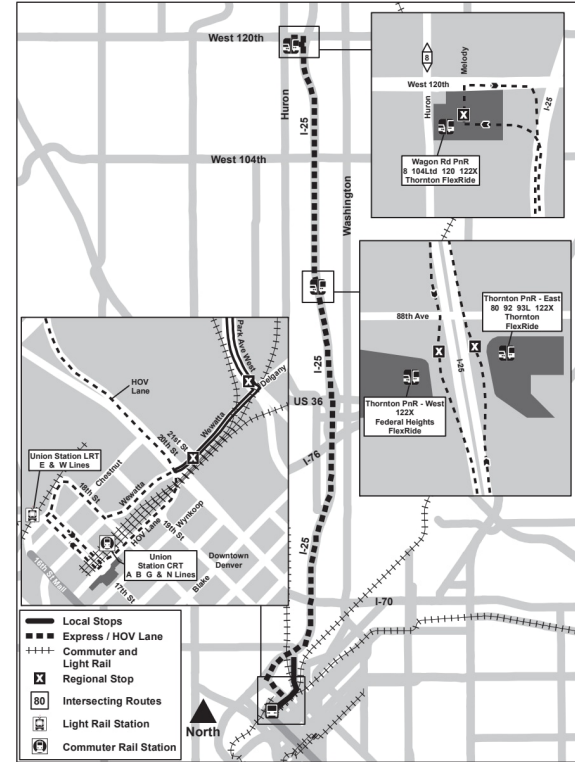 West 120th
Huron
I-25
West 104th
Washington
I-25
US 36
I-76
I-25
I-70
North
8
Melody
West 120th
Huron
I-25
X
Wagon Rd PnR
8 104Ltd 120 122X
Thornton FlexRide
88th Ave
I-25
X
X
Thornton PnR - East
80 92 93L 122X
Thornton
FlexRide
Thornton PnR - West
122X
Federal Heights
FlexRide
Park Ave West
X
Delgany
HOV
Lane
Wewatta
21st St
20th St
X
Union Station LRT
E & W Lines
Chestnut
18th St
Wewatta
HOV Lane
19th St
Wynkoop
Union
Station CRT
A B G & N Lines
Downtown
Denver
Blake
16th St Mall
17th St
Local Stops
Express / HOV Lane
Commuter and
Light Rail
X Regional Stop
80 Intersecting Routes
Light Rail Station
Commuter Rail Station